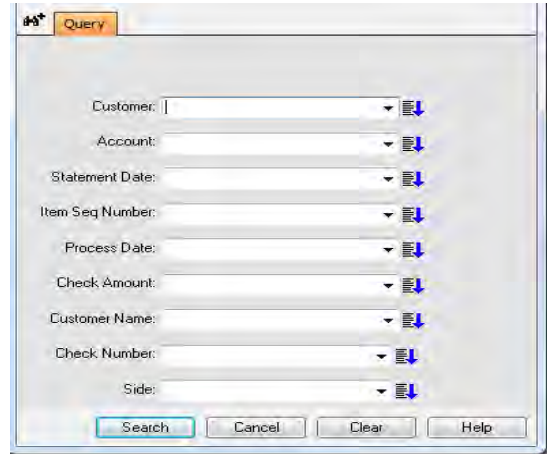 Query
Customer:
Account:
Statement Date:
Item Seq Number:
Process Date:
Check Amount:
Customer Name:
Check Number:
Side:
Search Cancel Clear Help